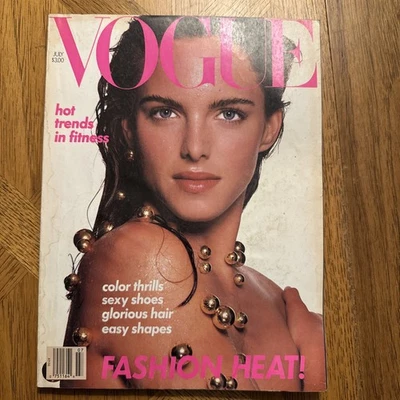 VOGUE
JULY
$3.00
hot
trends
in fitness
color thrills
sexy shoes
glorious hair
easy shapes
FASHION HEAT!